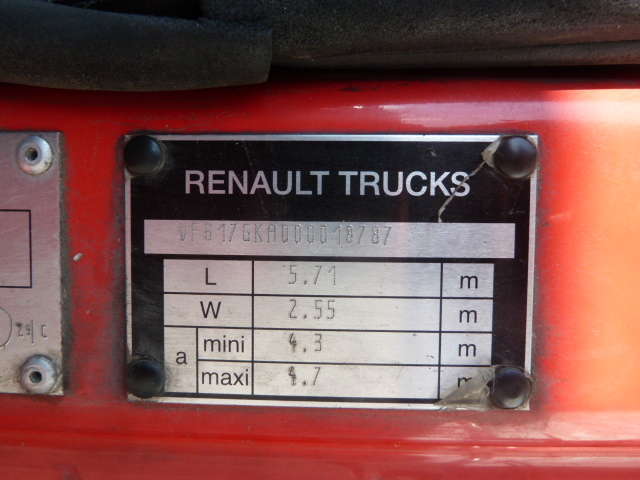 RENAULT TRUCKS
VF617GKA000018787
L 5.71 m
W 2.55 m
a mini 4.3 m
maxi 4.7 m